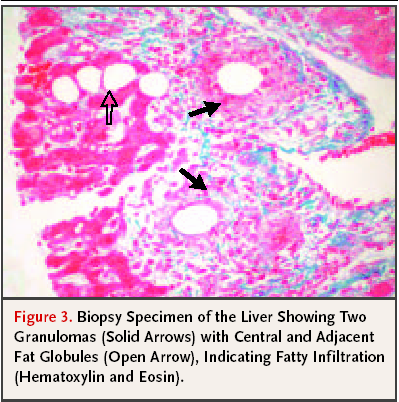 Figure 3. Biopsy Specimen of the Liver Showing Two
Granulomas (Solid Arrows) with Central and Adjacent
Fat Globules (Open Arrow), Indicating Fatty Infiltration
(Hematoxylin and Eosin).